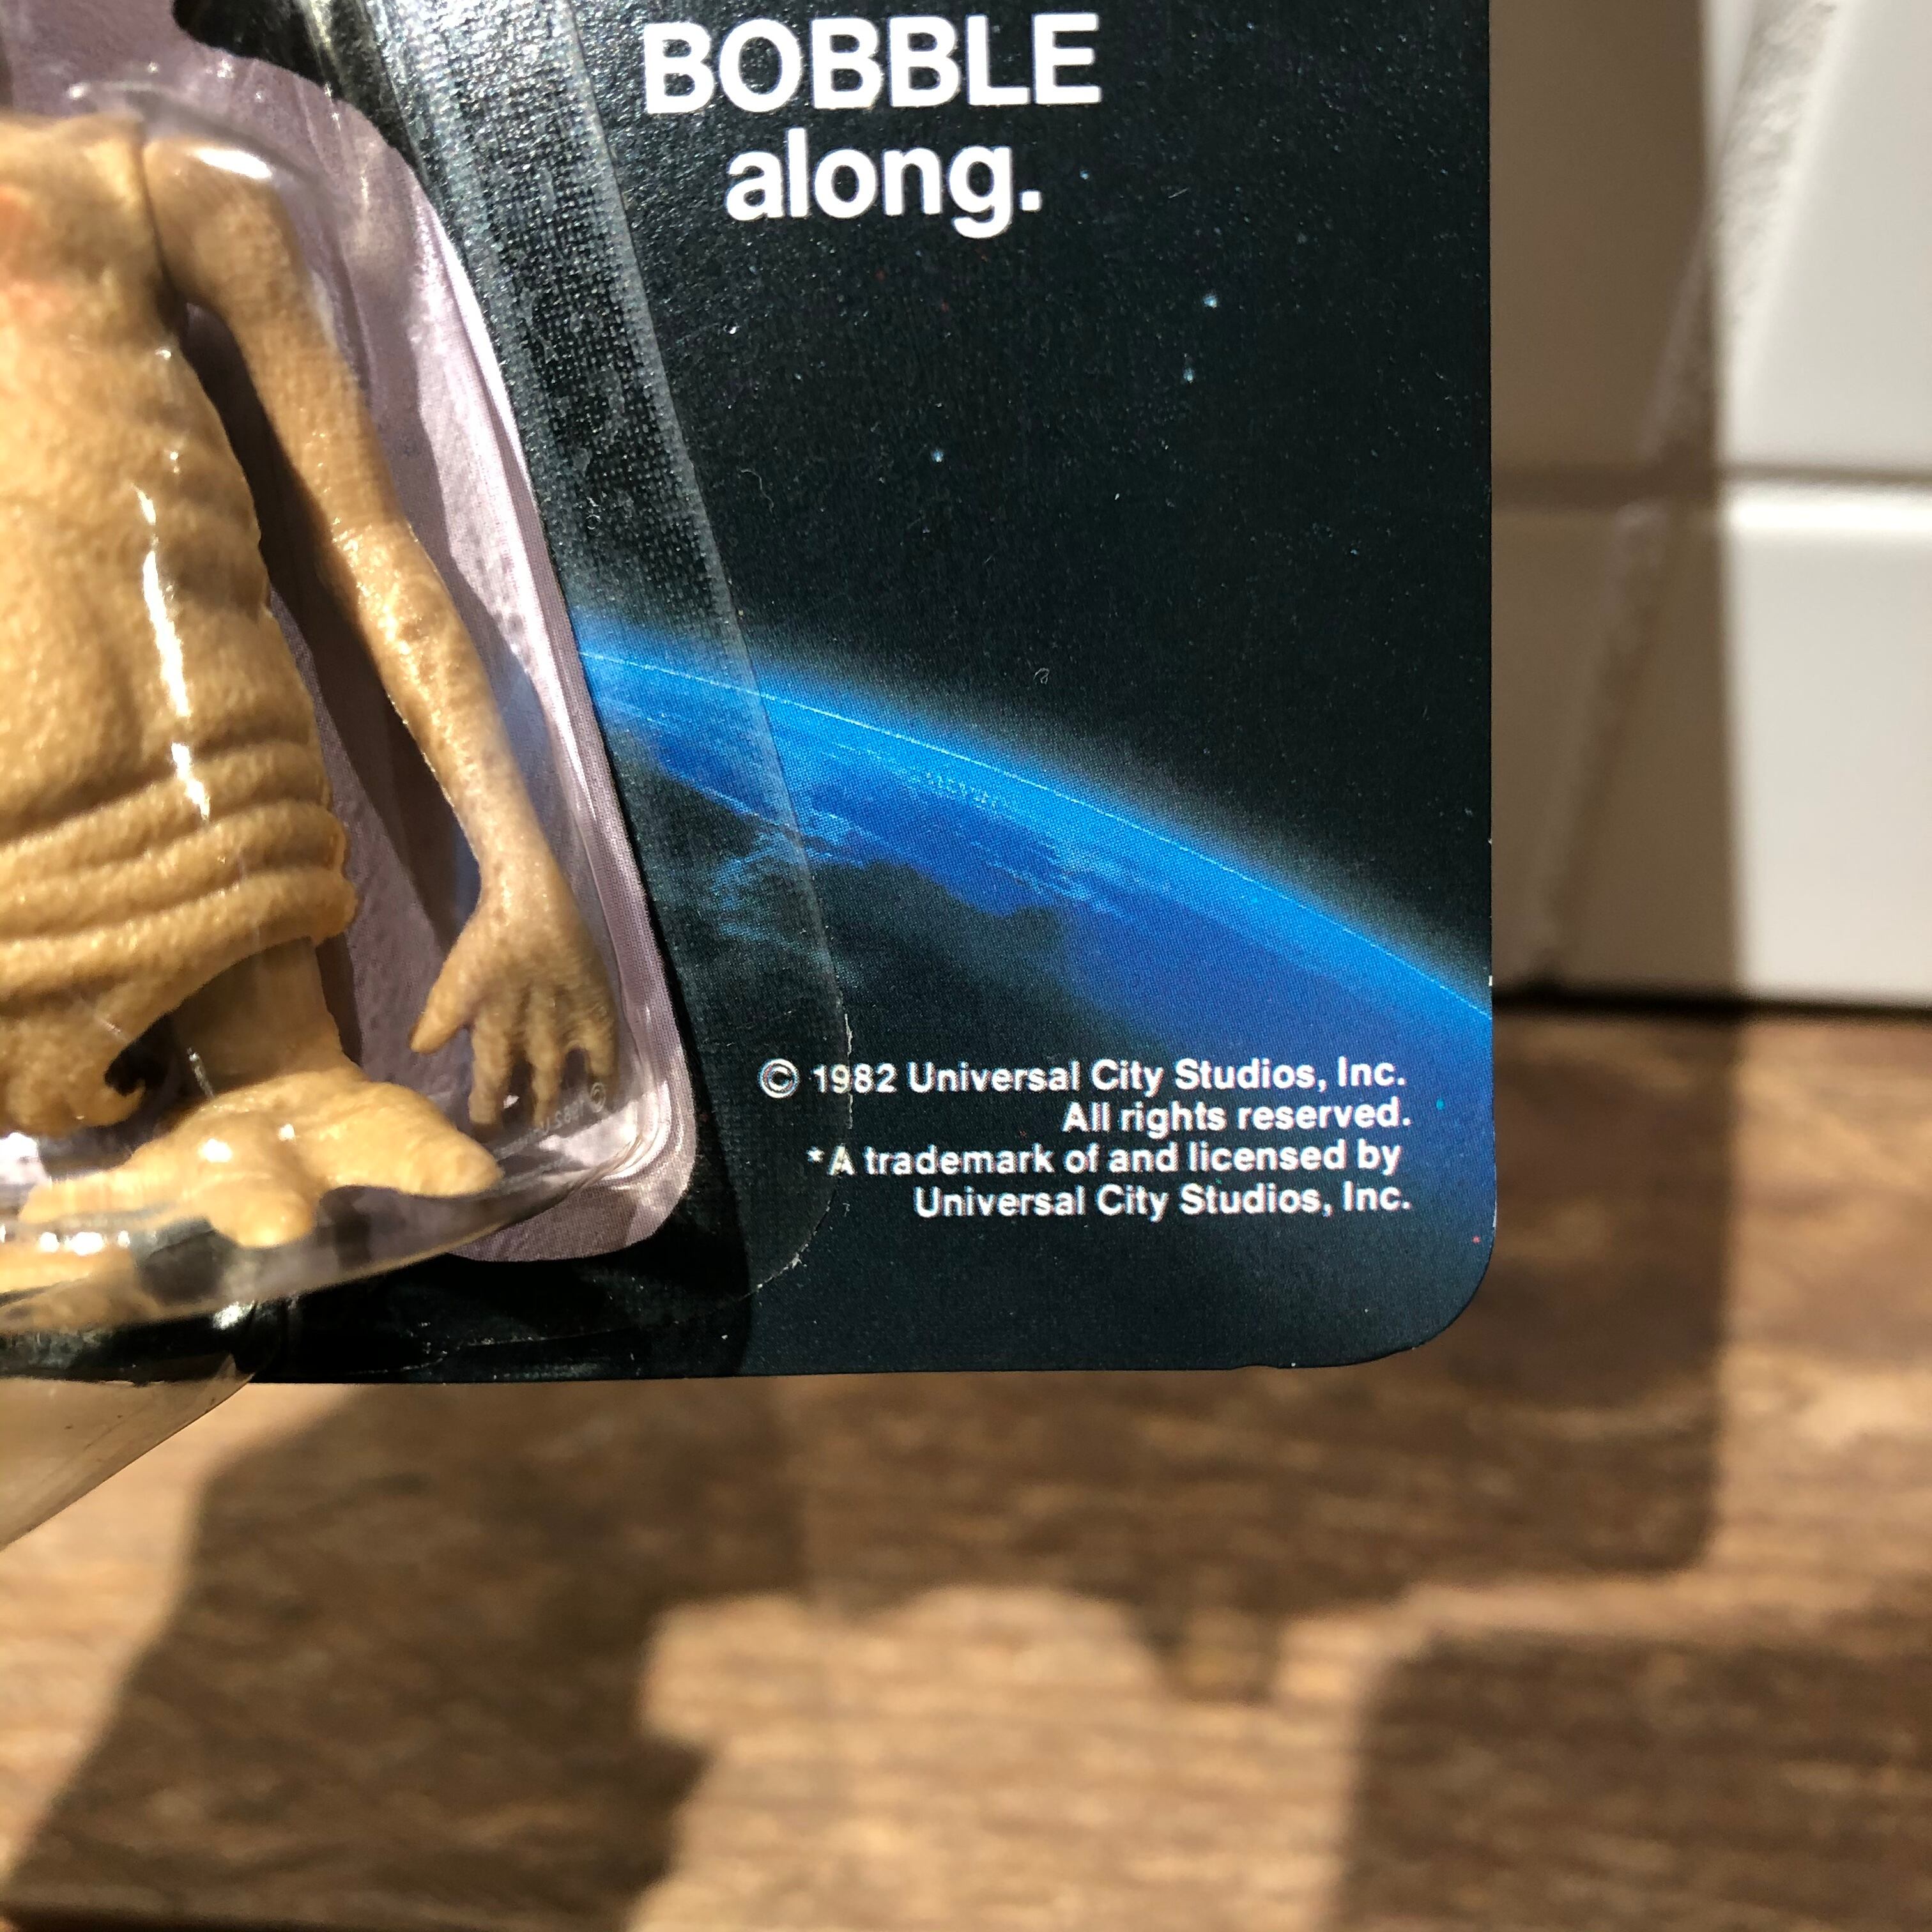 BOBBLE
along.
© 1982 Universal City Studios, Inc.
All rights reserved.
*A trademark of and licensed by
Universal City Studios, Inc.